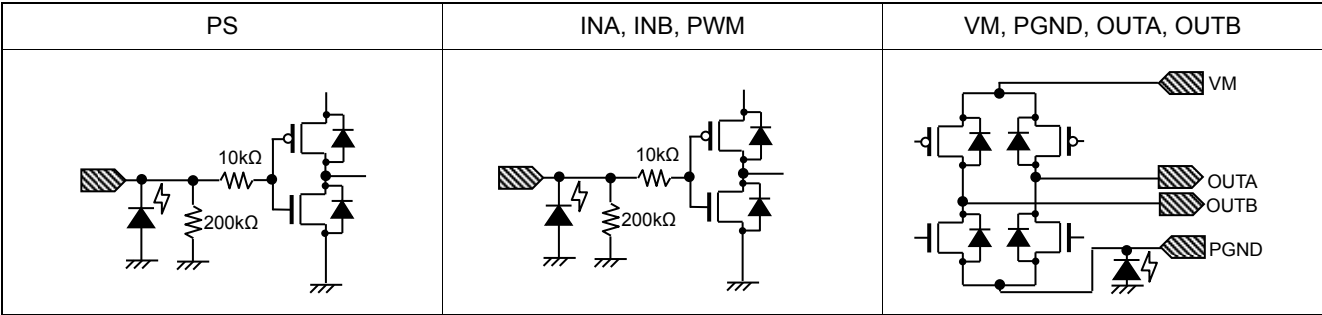 PS
INA, INB, PWM
VM, PGND, OUTA, OUTB
10kΩ
200kΩ
10kΩ
200kΩ
VM
OUTA
OUTB
PGND